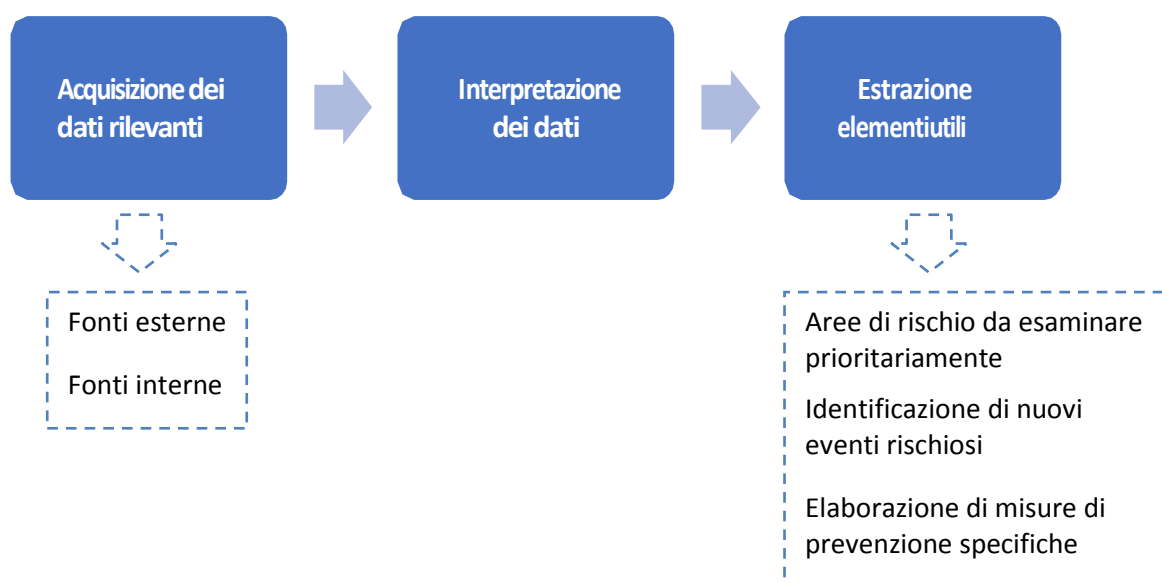 Acquisizione dei
dati rilevanti
Interpretazione
dei dati
Estrazione
elementiutili
Fonti esterne
Fonti interne
Aree di rischio da esaminare
prioritariamente
Identificazione di nuovi
eventi rischiosi
Elaborazione di misure di
prevenzione specifiche